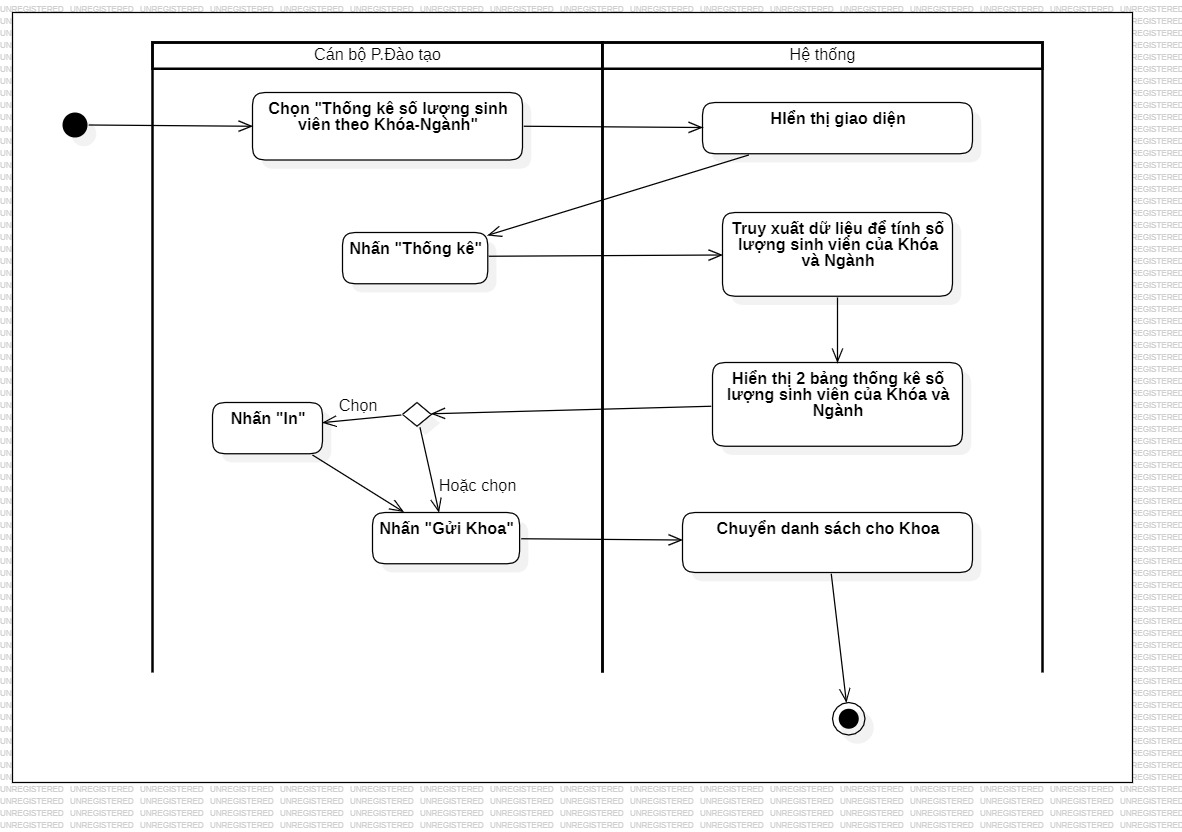 Cán bộ P.Đào tạo
Hệ thống
Chọn "Thống kê số lượng sinh
viên theo Khóa-Ngành"
HIển thị giao diện
Nhấn "Thống kê"
Truy xuất dữ liệu để tính số
lượng sinh viên của Khóa
và Ngành
Hiển thị 2 bảng thống kê số
lượng sinh viên của Khóa và
Ngành
Chọn
Nhấn "In"
Hoặc chọn
Nhấn "Gửi Khoa"
Chuyển danh sách cho Khoa
UNREGISTERED